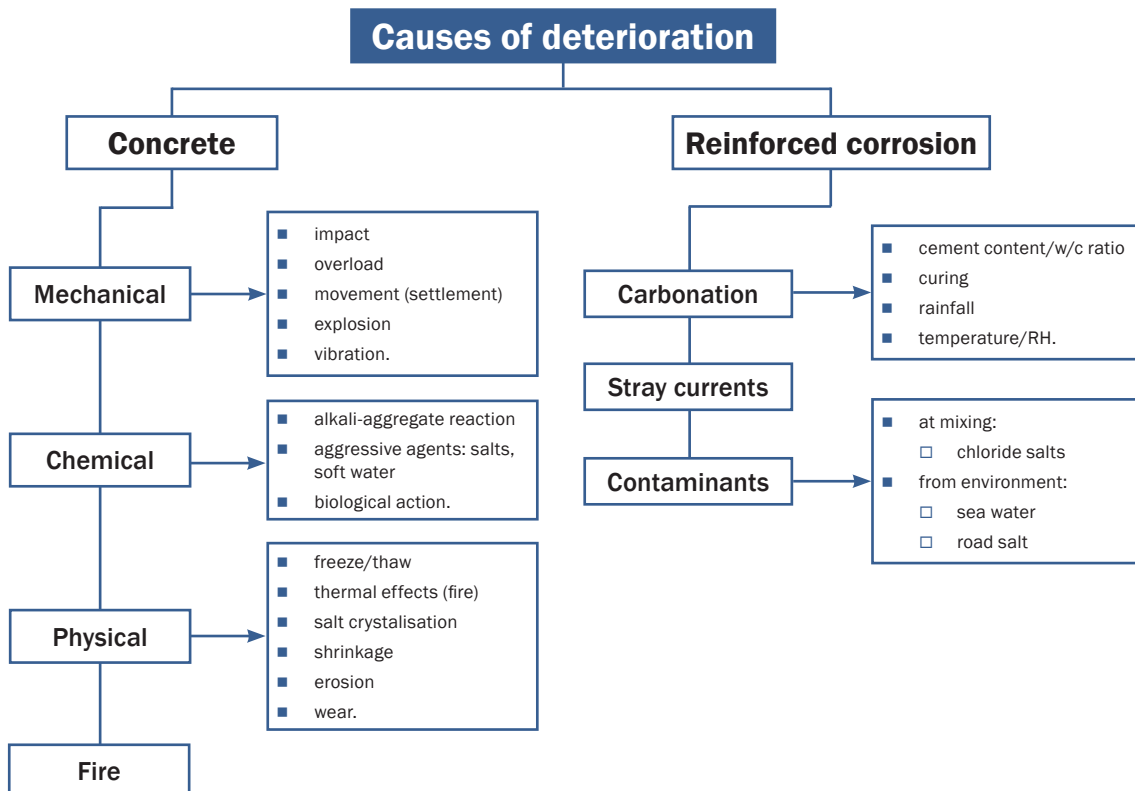 Causes of deterioration
Concrete
Mechanical
impact
overload
movement (settlement)
explosion
vibration.
Chemical
alkali-aggregate reaction
aggressive agents: salts,
soft water
biological action.
Physical
freeze/thaw
thermal effects (fire)
salt crystalisation
shrinkage
erosion
wear.
Fire
Reinforced corrosion
Carbonation
cement content/w/c ratio
curing
rainfall
temperature/RH.
Stray currents
Contaminants
at mixing:
chloride salts
from environment:
sea water
road salt